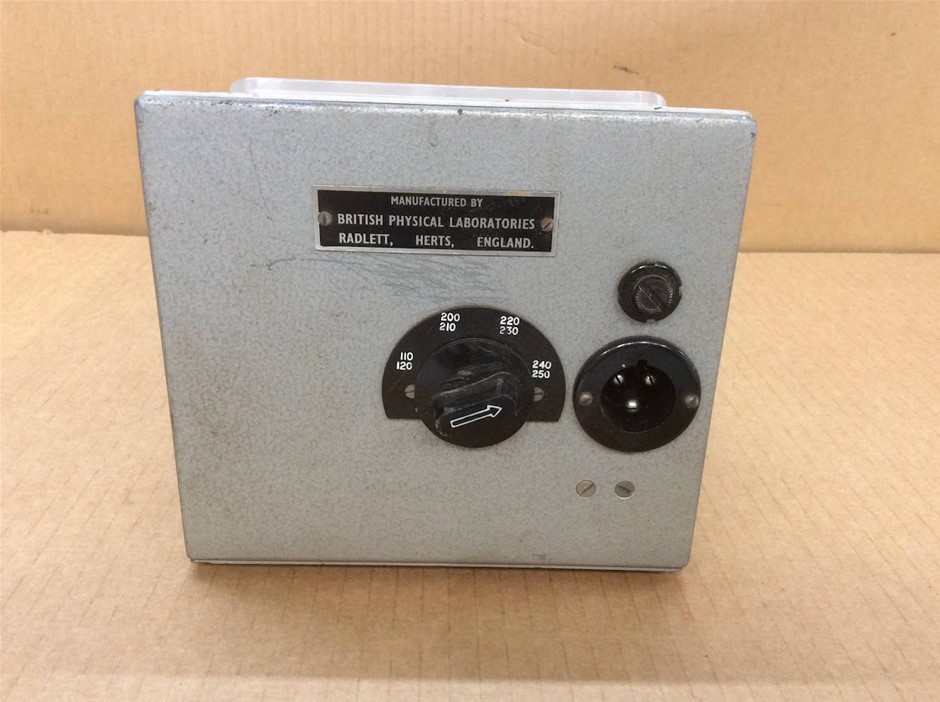 MANUFACTURED BY
BRITISH PHYSICAL LABORATORIES
RADLETT, HERTS, ENGLAND.
200
210
220
230
110
120
240
250